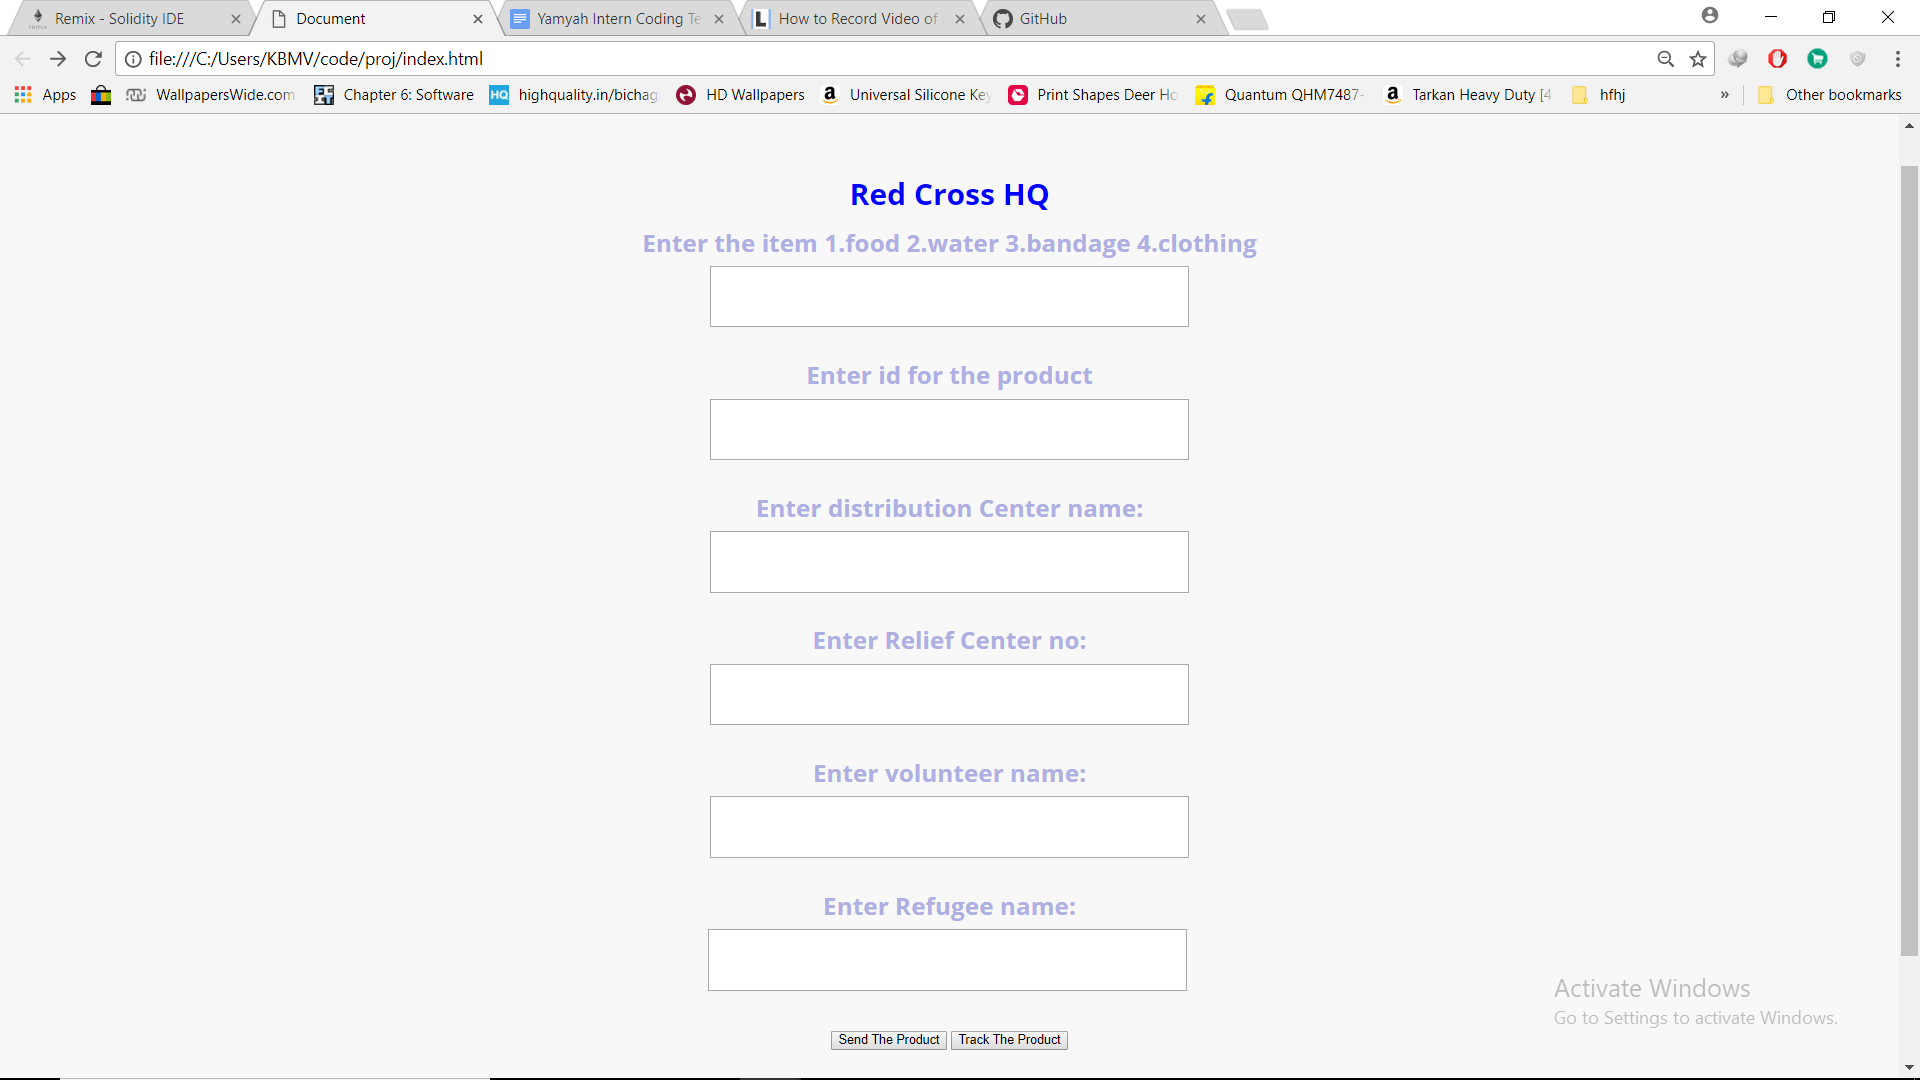 Remix - Solidity IDE
Document
Yamyah Intern Coding Te
How to Record Video of
GitHub
file:///C:/Users/KBMV/code/proj/index.html
Apps
WallpapersWide.com
Chapter 6: Software
HQ
highquality.in/bichag
HD Wallpapers
Universal Silicone Key
Print Shapes Deer Ho
Quantum QHM7487-
Tarkan Heavy Duty [4
hfhj
»
Other bookmarks
Red Cross HQ
Enter the item 1.food 2.water 3.bandage 4.clothing
Enter id for the product
Enter distribution Center name:
Enter Relief Center no:
Enter volunteer name:
Enter Refugee name:
Send The Product
Track The Product
Activate Windows
Go to Settings to activate Windows.